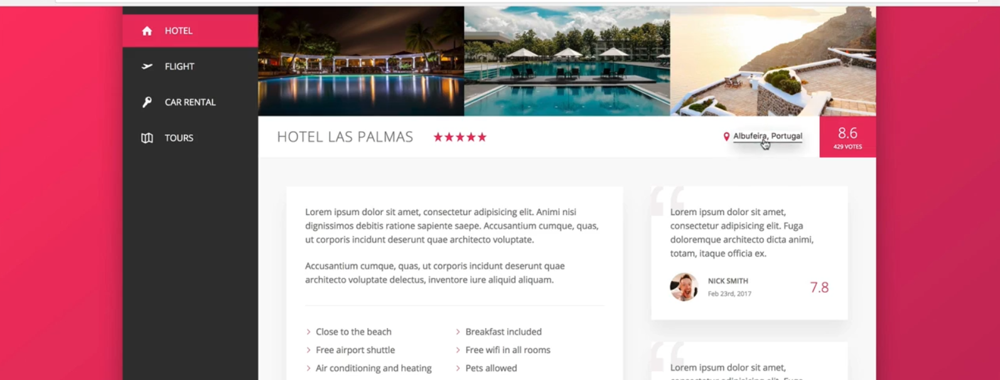 HOTEL
FLIGHT
CAR RENTAL
TOURS
HOTEL LAS PALMAS
Albufeira, Portugal
8.6
429 VOTES
Lorem ipsum dolor sit amet, consectetur adipisicing elit. Animi nisi
dignissimos debitis ratione sapiente saepe. Accusantium cumque, quas,
ut corporis incidunt deserunt quae architecto voluptate.
Accusantium cumque, quas, ut corporis incidunt deserunt quae
architecto voluptate delectus, inventore iure aliquid aliquam.
> Close to the beach
> Free airport shuttle
> Air conditioning and heating
> Breakfast included
> Free wifi in all rooms
> Pets allowed
“
Lorem ipsum dolor sit amet,
consectetur adipisicing elit. Fuga
doloremque architecto dicta animi,
totam, itaque officia ex.
NICK SMITH
Feb 23rd, 2017
7.8
“
Lorem ipsum dolor sit amet,